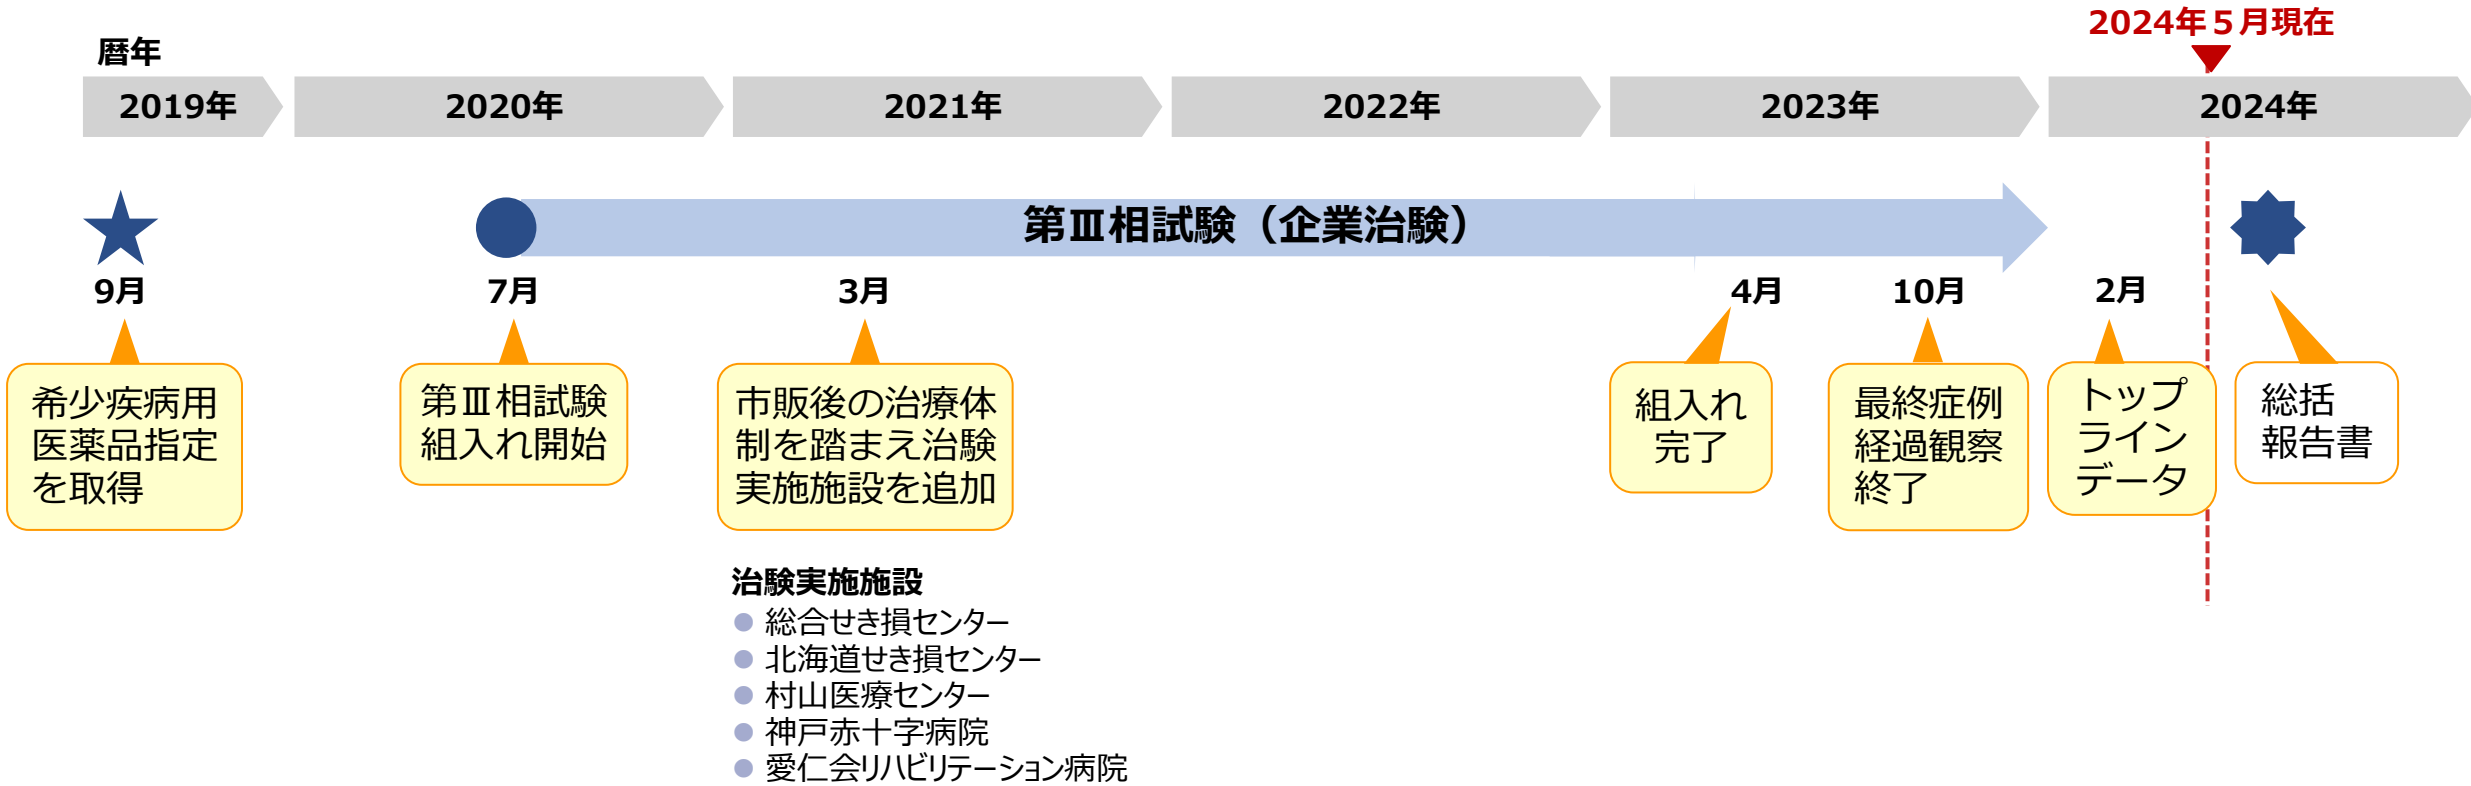 2024年５月現在
暦年
2019年
2020年
2021年
2022年
2023年
2024年
第Ⅲ相試験（企業治験）
9月
7月
3月
4月
10月
2月
希少疾病用
医薬品指定
を取得
第Ⅲ相試験
組入れ開始
市販後の治療体
制を踏まえ治験
実施施設を追加
組入れ
完了
最終症例
経過観察
終了
トップ
ライン
データ
総括
報告書
治験実施施設
総合せき損センター
北海道せき損センター
村山医療センター
神戸赤十字病院
愛仁会リハビリテーション病院